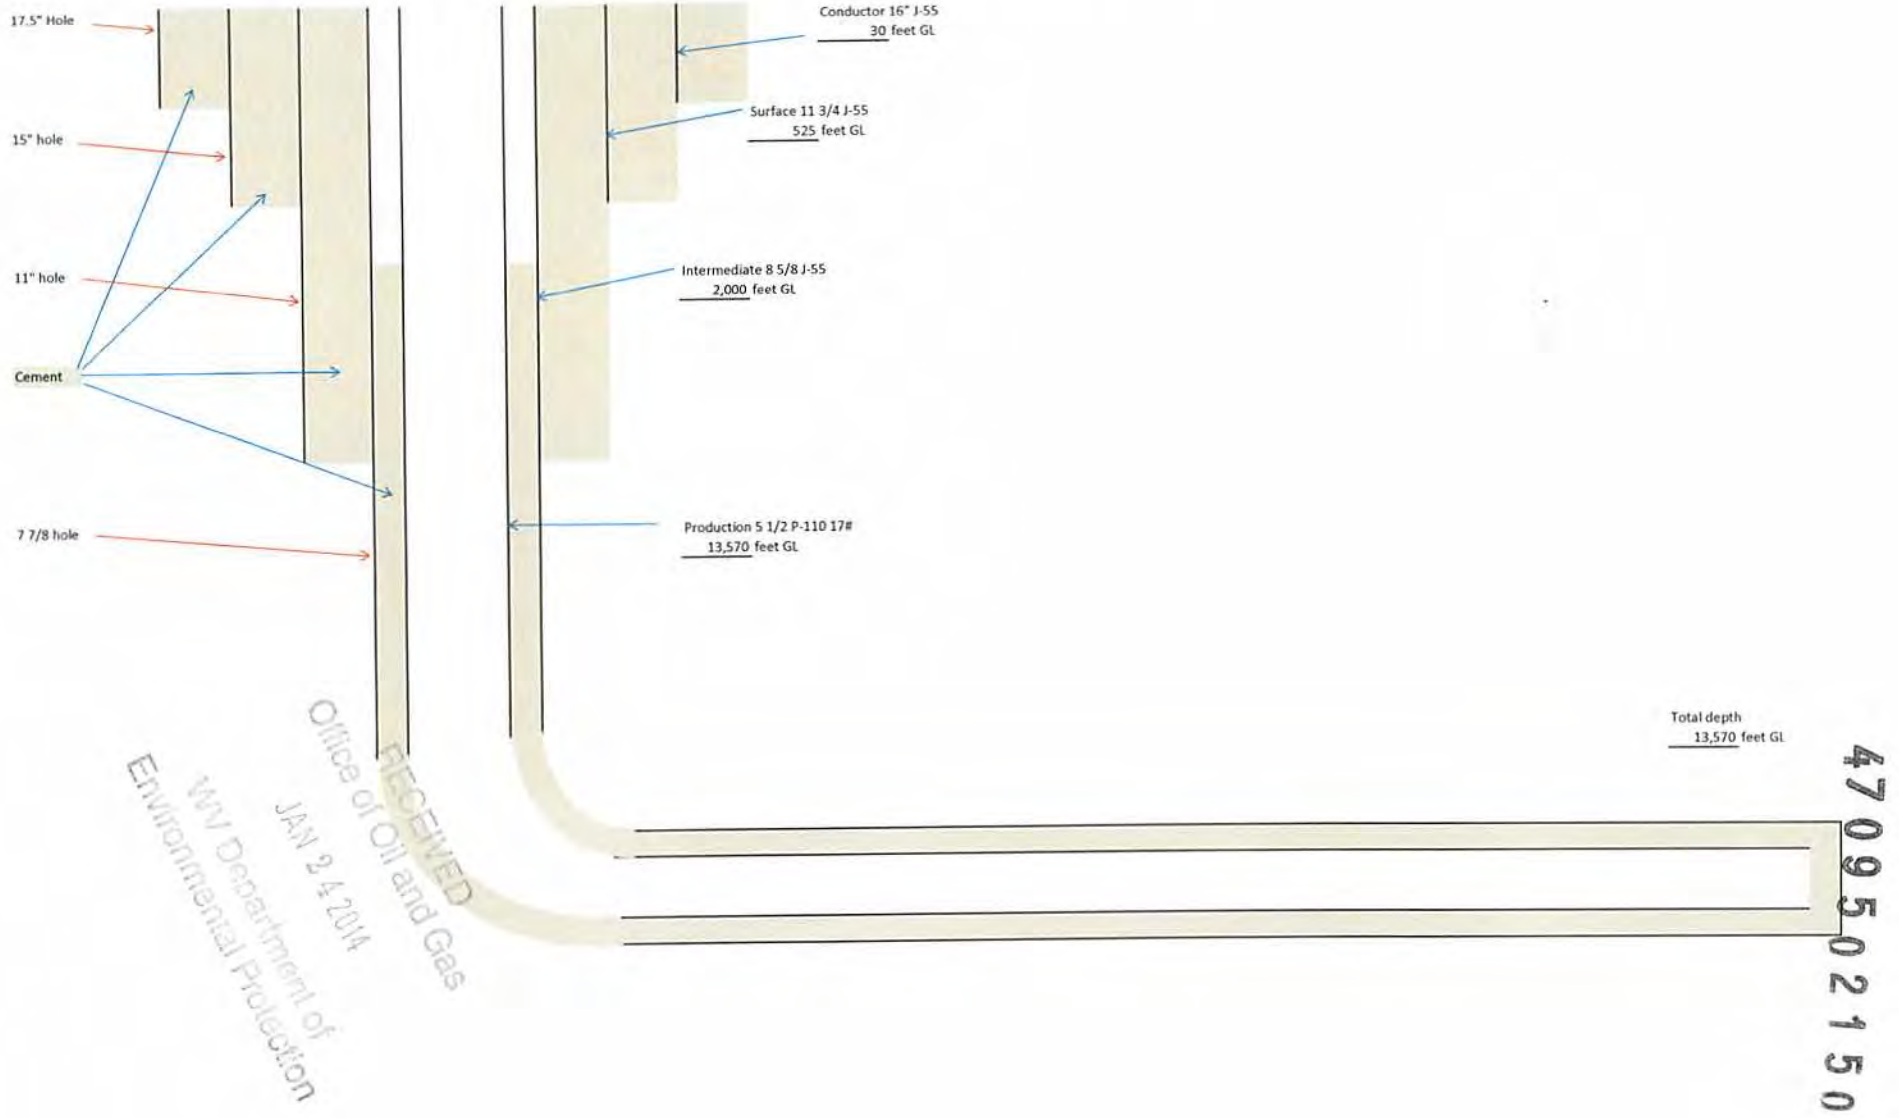 17.5" Hole
Conductor 16" J-55
30 feet GL
Surface 11 3/4 J-55
525 feet GL
15" hole
Intermediate 8 5/8 J-55
2,000 feet GL
11" hole
Cement
Production 5 1/2 P-110 17#
13,570 feet GL
7 7/8 hole
Total depth
13,570 feet GL
RECEIVED
Office of Oil and Gas
JAN 24 2014
WV Department of
Environmental Protection
4709502150